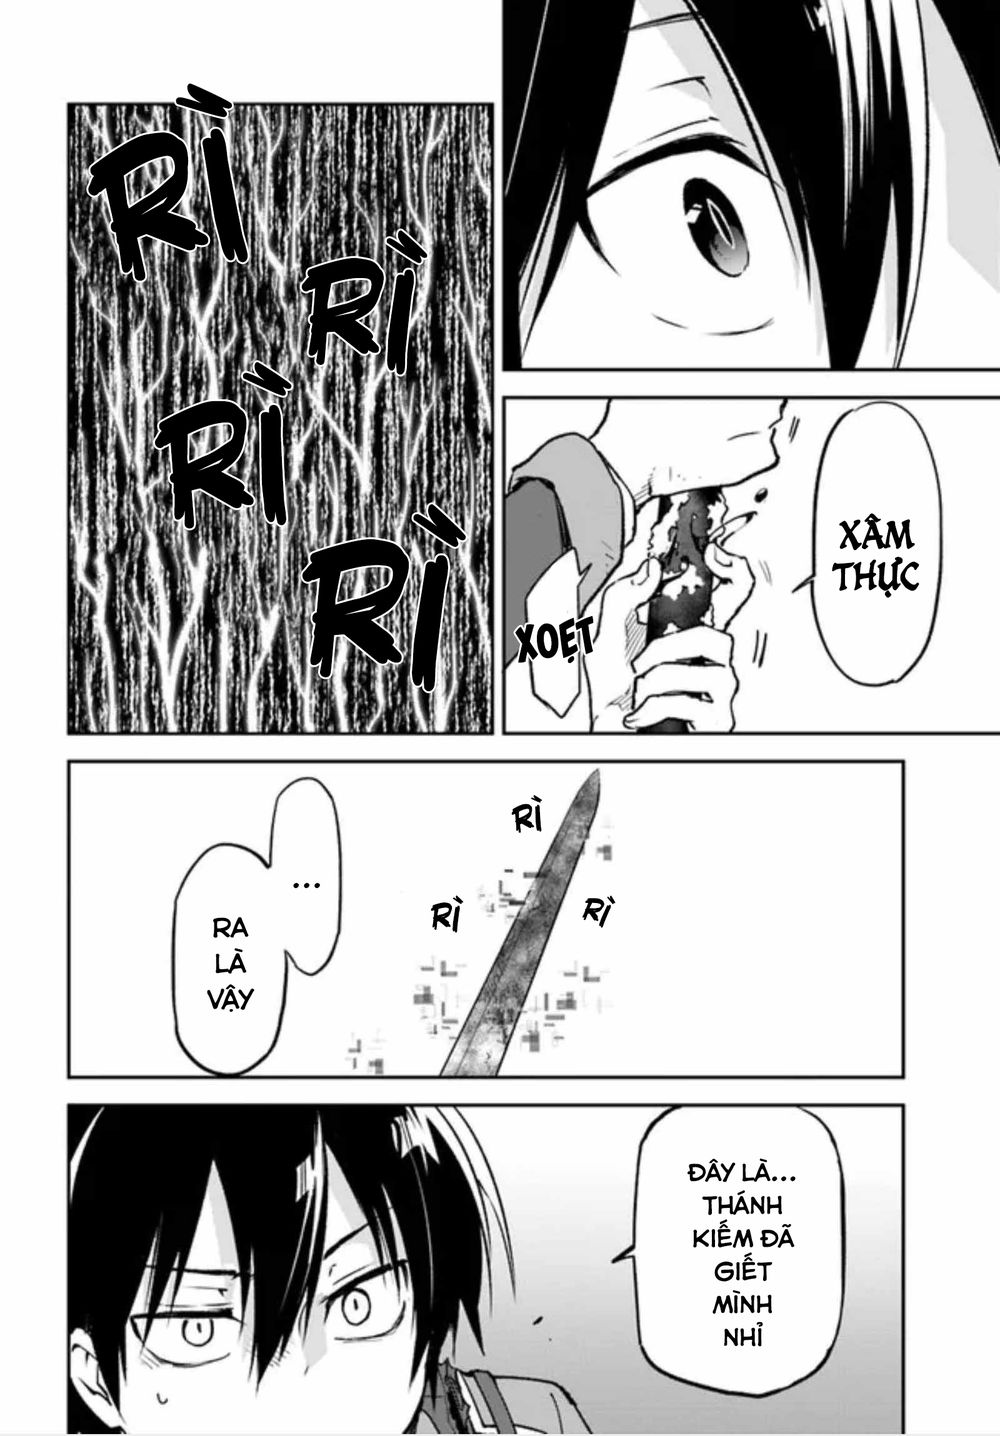 XÂM
THỰC
XOẸT
RÌ
RÌ
RÌ
RÌ
RÌ
RÌ
RÌ
...
RA
LÀ
VẬY
ĐÂY LÀ...
THÁNH
KIẾM ĐÃ
GIẾT
MÌNH
NHỈ